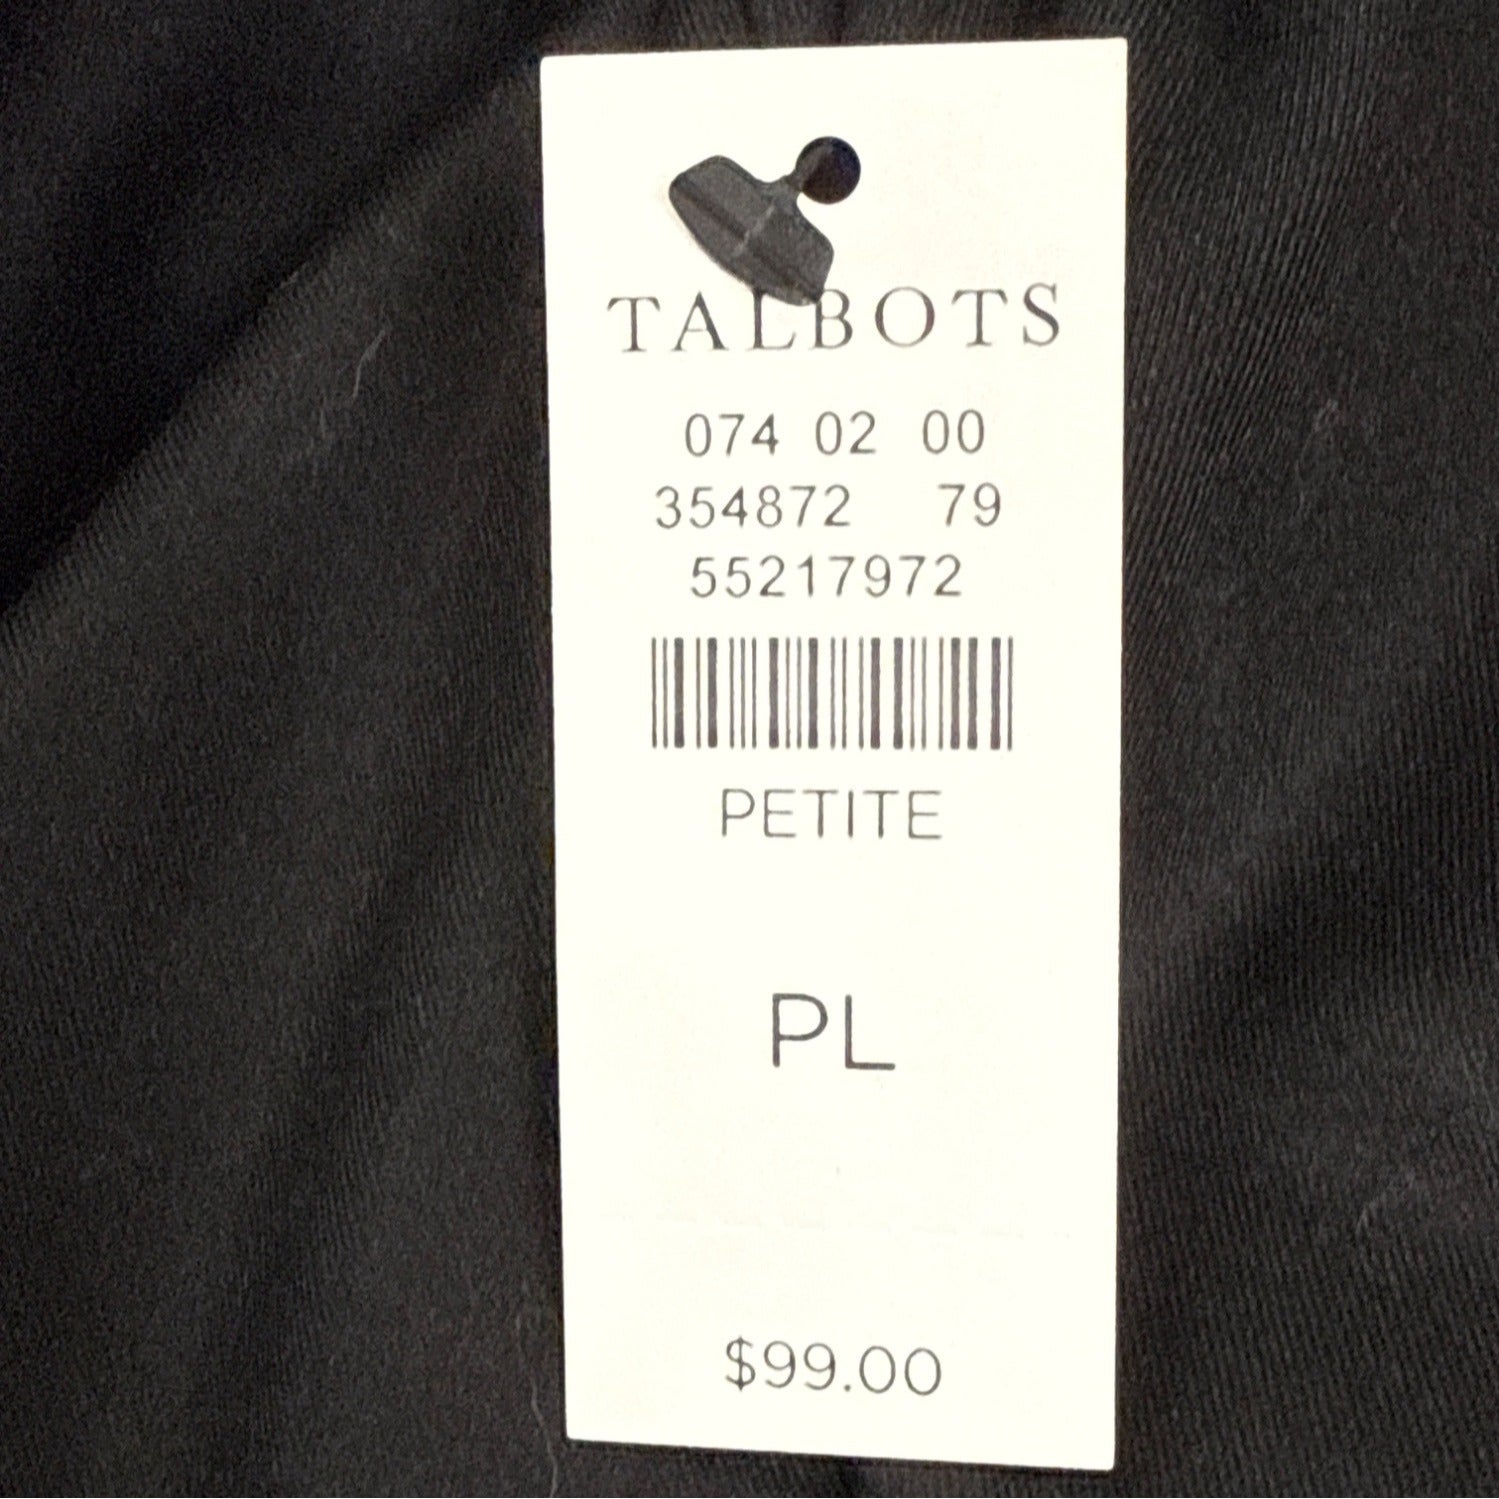 TALBOTS
074 02 00
354872 79
55217972
PETITE
PL
$99.00